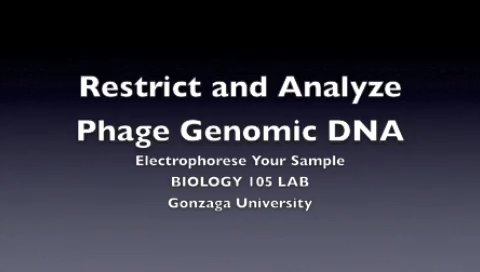 Restrict and Analyze
Phage Genomic DNA
Electrophorese Your Sample
BIOLOGY 105 LAB
Gonzaga University